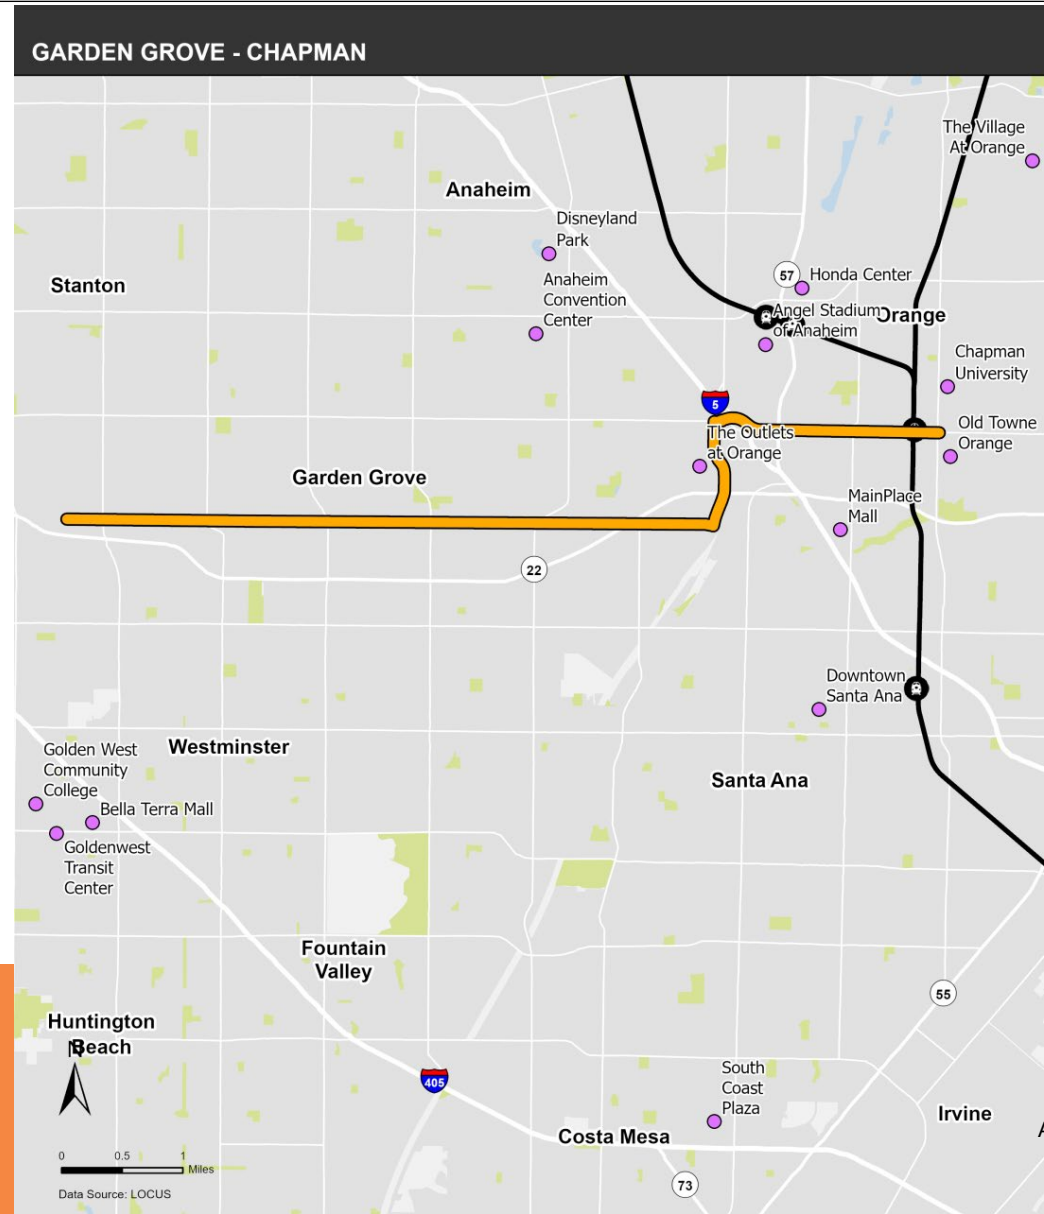 GARDEN GROVE - CHAPMAN
The Village
At Orange
Anaheim
Disneyland
Park
Stanton
Anaheim
Convention
Center
57
Honda Center
Angel Stadium
of Anaheim
Orange
Chapman
University
5
The Outlets
at Orange
Old Towne
Orange
Garden Grove
MainPlace
Mall
22
Downtown
Santa Ana
Westminster
Golden West
Community
College
Santa Ana
Bella Terra Mall
Goldenwest
Transit
Center
Fountain
Valley
55
Huntington
Beach
N
405
South
Coast
Plaza
Irvine
Costa Mesa
A
0 0.5 1
Miles
73
Data Source: LOCUS